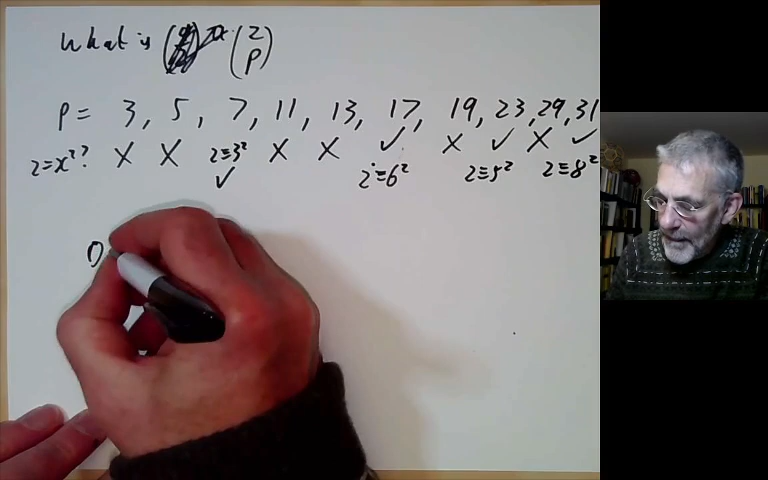 What is (2/p)
p = 3, 5, 7, 11, 13, 17, 19, 23, 29, 31
2=x²? X X 2≡3² ✓ X X ✓ X ✓ X ✓
2≡6² 2≡5² 2≡8²
O